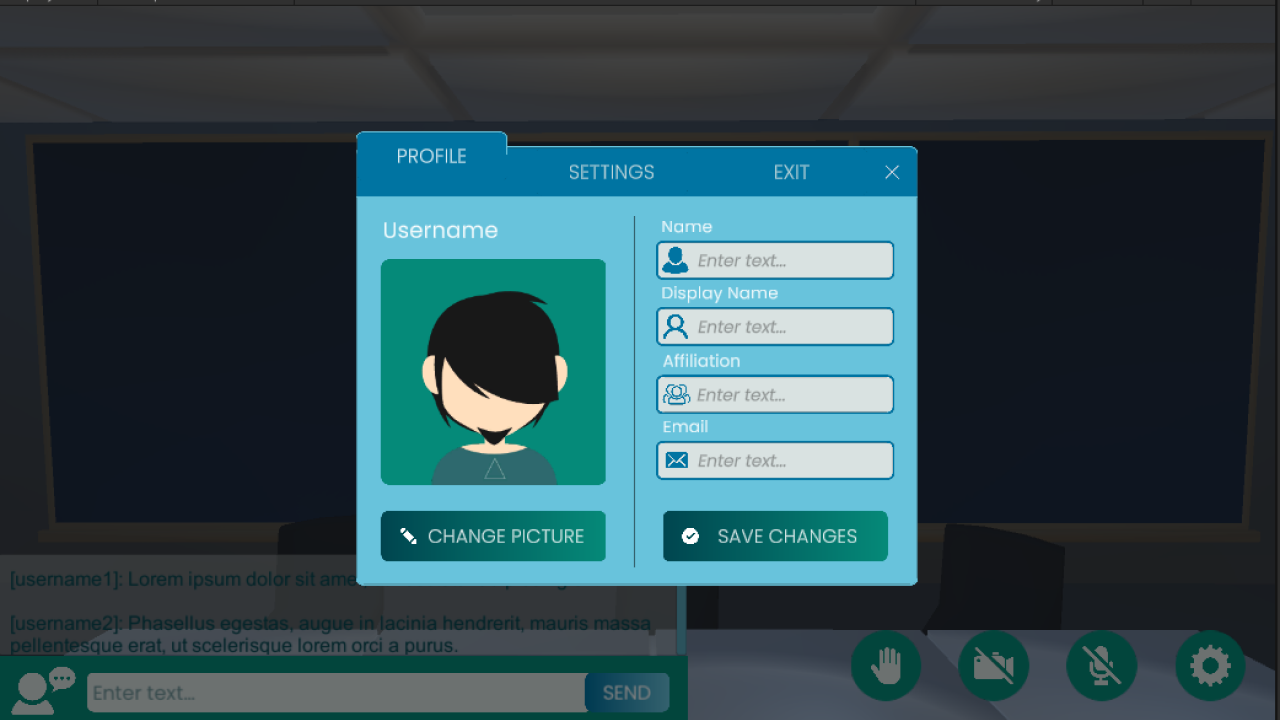 PROFILE
SETTINGS
EXIT
Username
Name
Enter text...
Display Name
Enter text...
Affiliation
Enter text...
Email
Enter text...
CHANGE PICTURE
SAVE CHANGES
[username1]: Lorem ipsum dolor sit
[username2]: Phasellus egestas, augue in lacinia hendrerit, mauris massa
pellentesque erat, ut scelerisque lorem orci a purus.
Enter text...
SEND